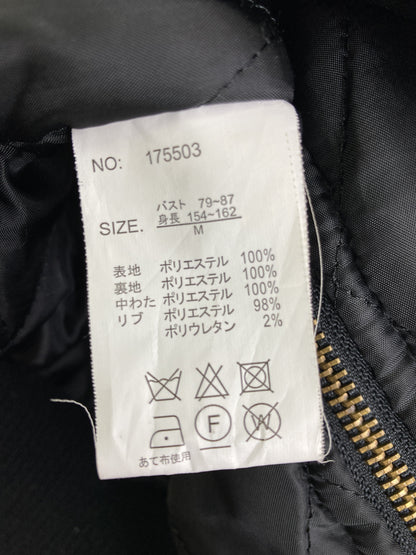 NO: 175503
バスト 79~87
SIZE. 身長 154~162
M
表地 ポリエステル 100%
裏地 ポリエステル 100%
中わた ポリエステル 100%
リブ ポリエステル 98%
ポリウレタン 2%
F W
あて布使用